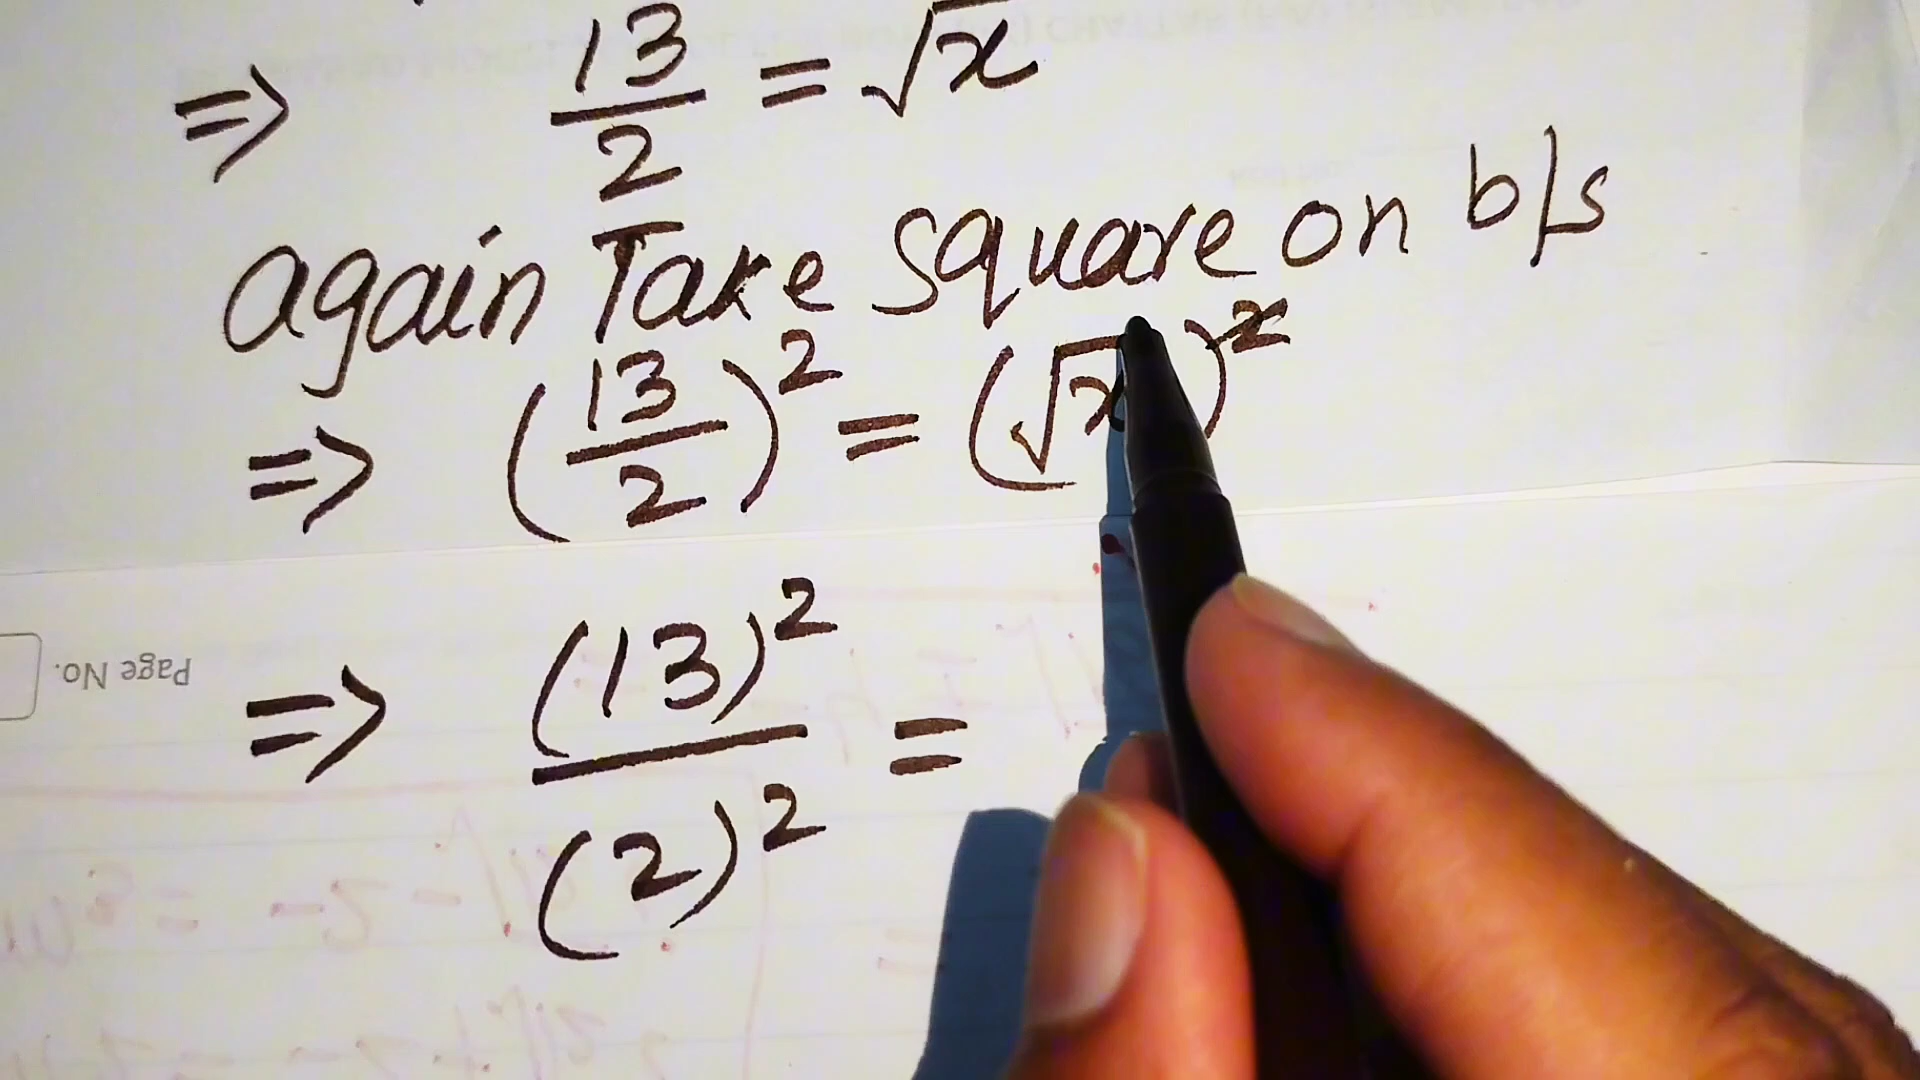 => 13/2 = √x
again Take square on b/s
=> (13/2)² = (√x)²
=> (13)²/(2)² =
Page No.